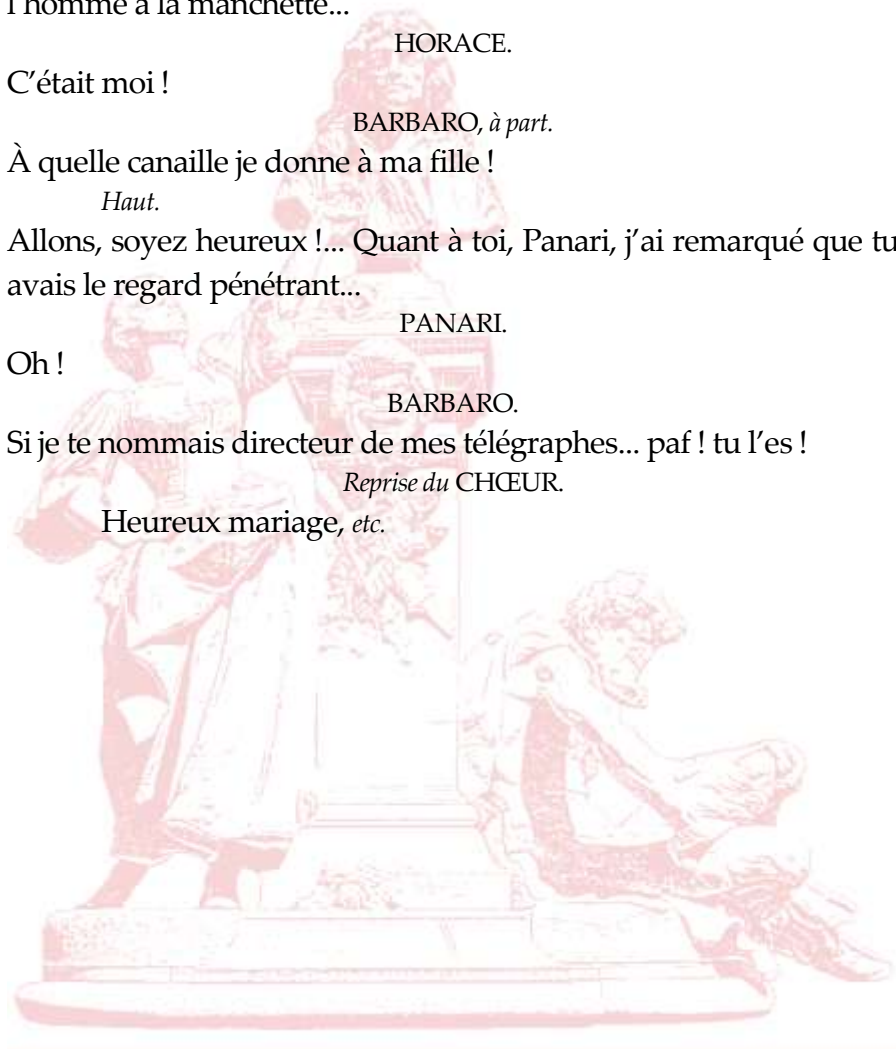 l'homme à la manchette...
HORACE.
C'était moi !
BARBARO, à part.
À quelle canaille je donne à ma fille !
Haut.
Allons, soyez heureux !... Quant à toi, Panari, j'ai remarqué que tu
avais le regard pénétrant...
PANARI.
Oh !
BARBARO.
Si je te nommais directeur de mes télégraphes... paf ! tu l'es !
Reprise du CHŒUR.
Heureux mariage, etc.